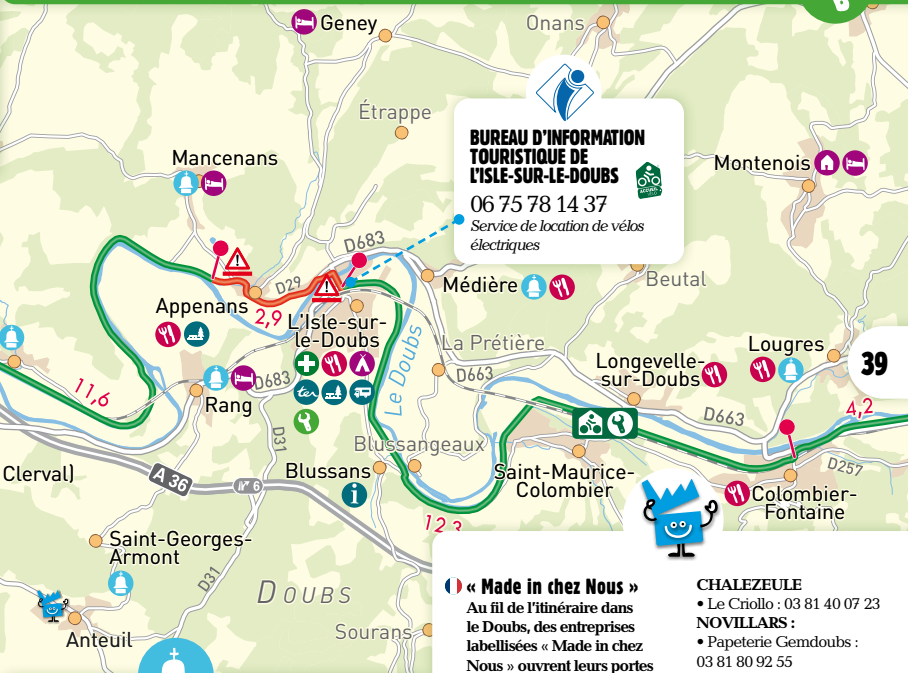 Geney
Onans
Étrappe
BUREAU D'INFORMATION
TOURISTIQUE DE
L'ISLE-SUR-LE-DOUBS
ACCUEIL
06 75 78 14 37
Service de location de vélos
électriques
Mancenans
Montenois
D683
D29
Appenans
2,9
L'Isle-sur-
le-Doubs
Médière
Beutal
Le Doubs
La Prétière
D663
Longevelle-
sur-Doubs
Lougres
39
ter
11,6
Rang
D683
D663
4,2
D31
Blussangeaux
D257
Clerval)
A 36
6
Blussans
Saint-Maurice-
Colombier
Colombier-
Fontaine
12,3
Saint-Georges-
Armont
D31
DOUBS
Anteuil
Sourans
« Made in chez Nous »
Au fil de l'itinéraire dans
le Doubs, des entreprises
labellisées « Made in chez
Nous » ouvrent leurs portes
CHALEZEULE
• Le Criollo : 03 81 40 07 23
NOVILLARS :
• Papeterie Gemdoubs :
03 81 80 92 55